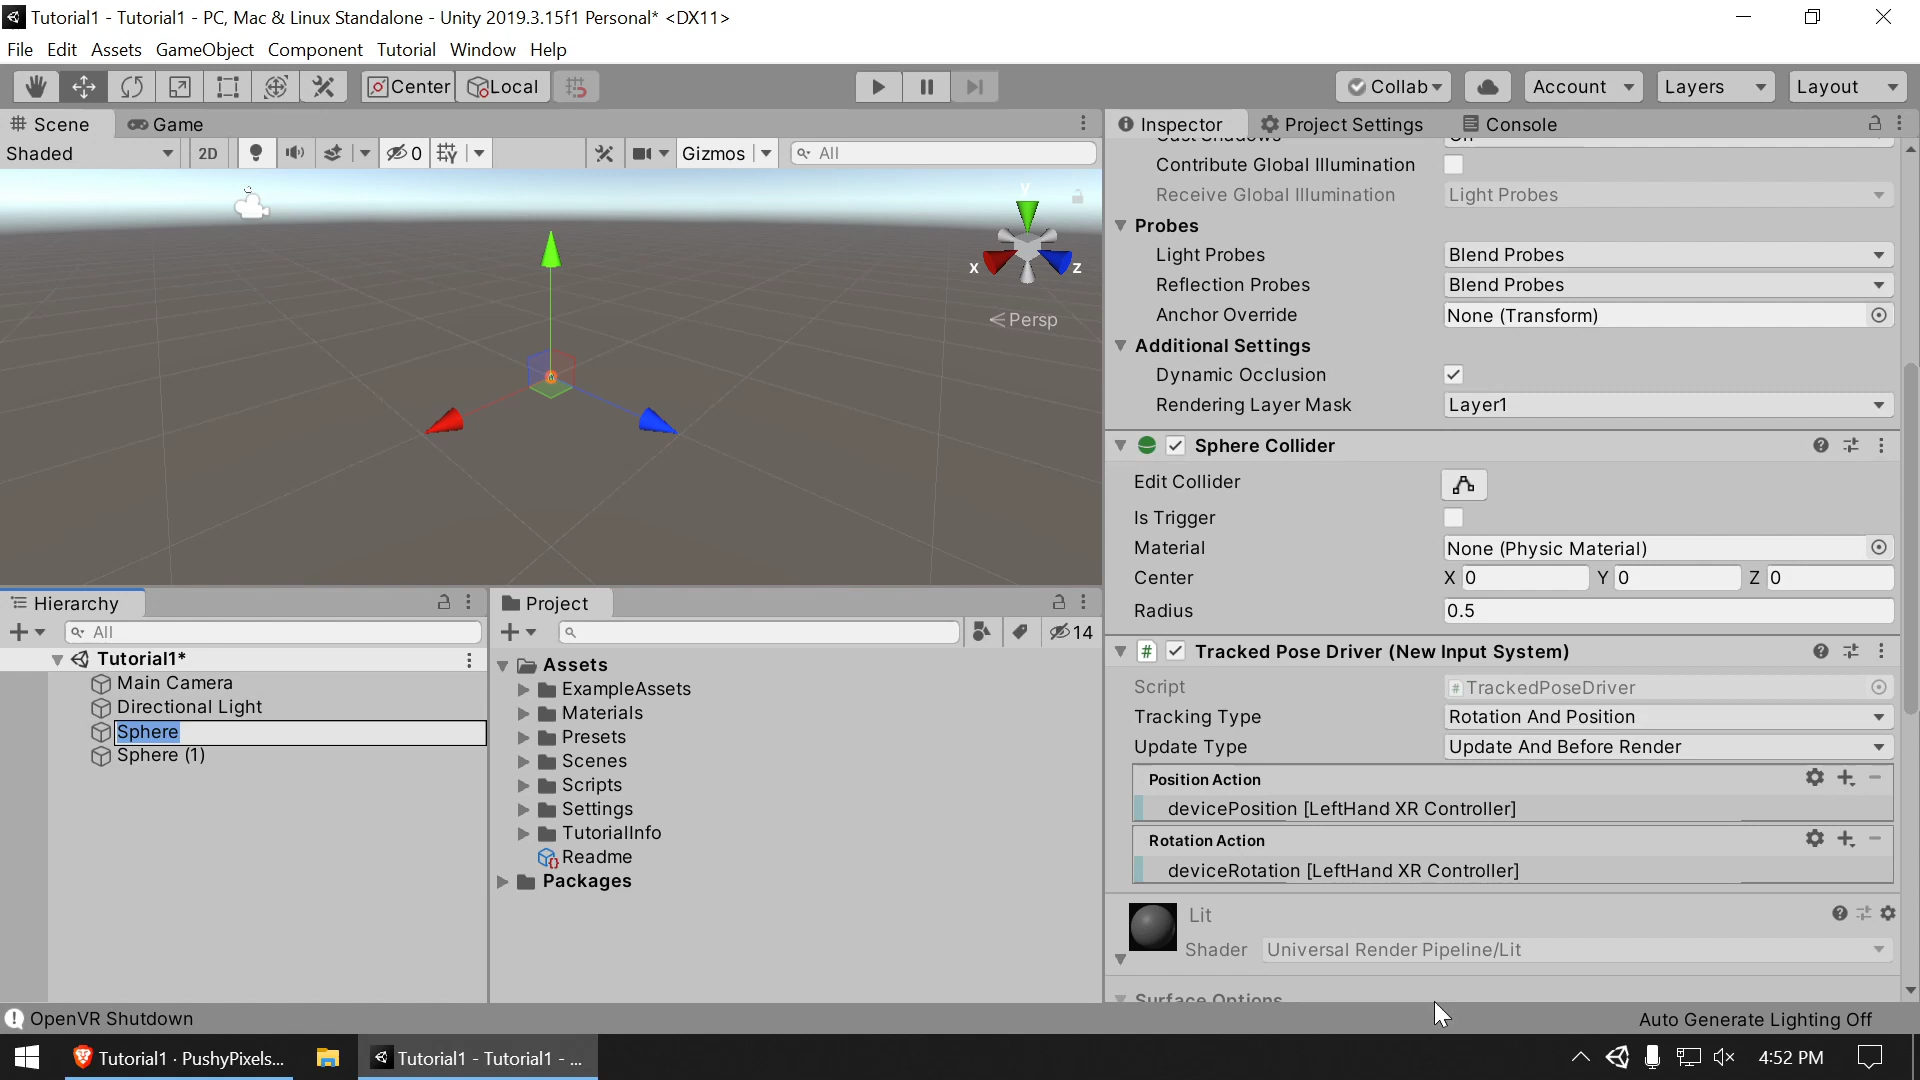 Tutorial1 - Tutorial1 - PC, Mac & Linux Standalone - Unity 2019.3.15f1 Personal* <DX11>
File Edit Assets GameObject Component Tutorial Window Help
Center Local Collab Account Layers Layout
Scene Game
Shaded 2D 0 Gizmos All
y
x z
Persp
Inspector Project Settings Console
Cast Shadows On
Contribute Global Illumination
Receive Global Illumination Light Probes
Probes
Light Probes Blend Probes
Reflection Probes Blend Probes
Anchor Override None (Transform)
Additional Settings
Dynamic Occlusion
Rendering Layer Mask Layer1
Sphere Collider
Edit Collider
Is Trigger
Material None (Physic Material)
Center X 0 Y 0 Z 0
Radius 0.5
Tracked Pose Driver (New Input System)
Script # TrackedPoseDriver
Tracking Type Rotation And Position
Update Type Update And Before Render
Position Action
devicePosition [LeftHand XR Controller]
Rotation Action
deviceRotation [LeftHand XR Controller]
Lit
Shader Universal Render Pipeline/Lit
Surface Options
Hierarchy
All
Tutorial1*
Main Camera
Directional Light
Sphere
Sphere (1)
Project
14
Assets
ExampleAssets
Materials
Presets
Scenes
Scripts
Settings
TutorialInfo
Readme
Packages
OpenVR Shutdown
Auto Generate Lighting Off
Tutorial1 · PushyPixels... Tutorial1 - Tutorial1 - ... 4:52 PM